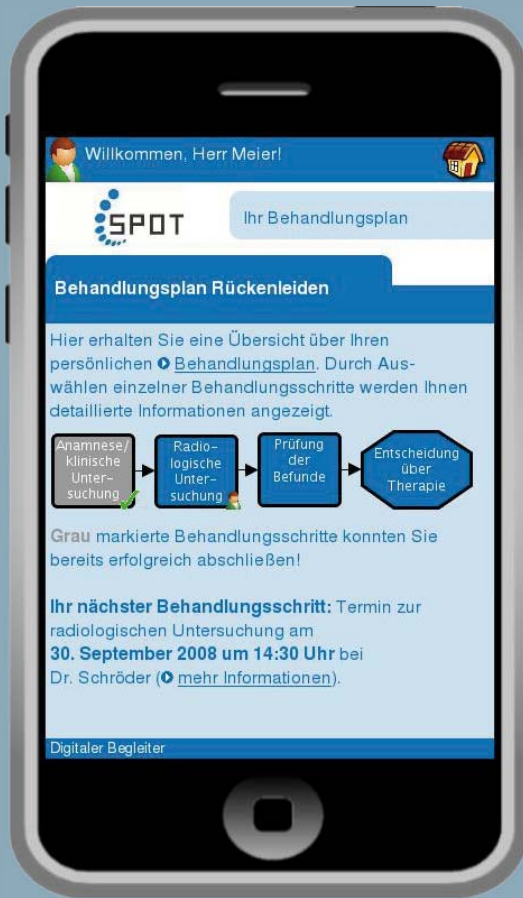 Willkommen, Herr Meier!
SPOT
Ihr Behandlungsplan
Behandlungsplan Rückenleiden
Hier erhalten Sie eine Übersicht über Ihren
persönlichen Behandlungsplan. Durch Aus-
wählen einzelner Behandlungsschritte werden Ihnen
detaillierte Informationen angezeigt.
Anamnese/
klinische
Unter-
suchung
Radio-
logische
Unter-
suchung
Prüfung
der
Befunde
Entscheidung
über
Therapie
Grau markierte Behandlungsschritte konnten Sie
bereits erfolgreich abschließen!
Ihr nächster Behandlungsschritt: Termin zur
radiologischen Untersuchung am
30. September 2008 um 14:30 Uhr bei
Dr. Schröder (mehr Informationen).
Digitaler Begleiter